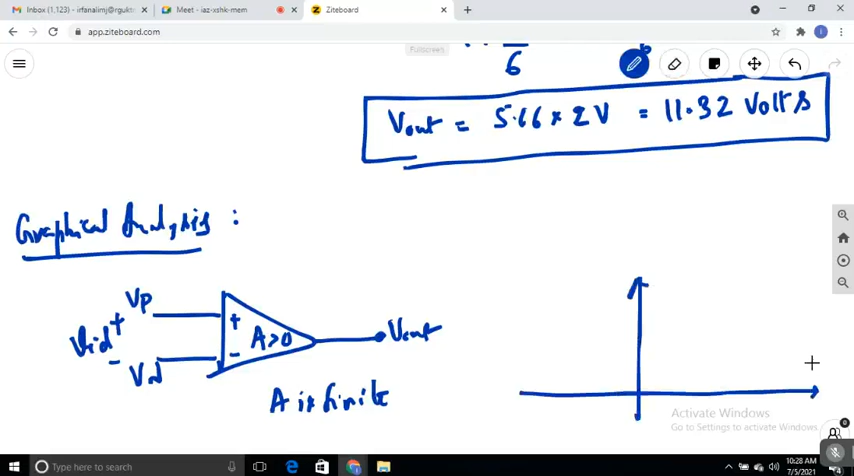 Inbox (1,123) - irfanalimj@rgukt
Meet - iaz-xshk-mem
Ziteboard
app.ziteboard.com
Fullscreen
6
Vout = 5.66 × 2V = 11.32 Volts
Graphical Analysis :
Vp
+
Vid + A>0 Vout
- -
A is finite
Activate Windows
Go to Settings to activate Windows.
Type here to search
10:28 AM
7/5/2021